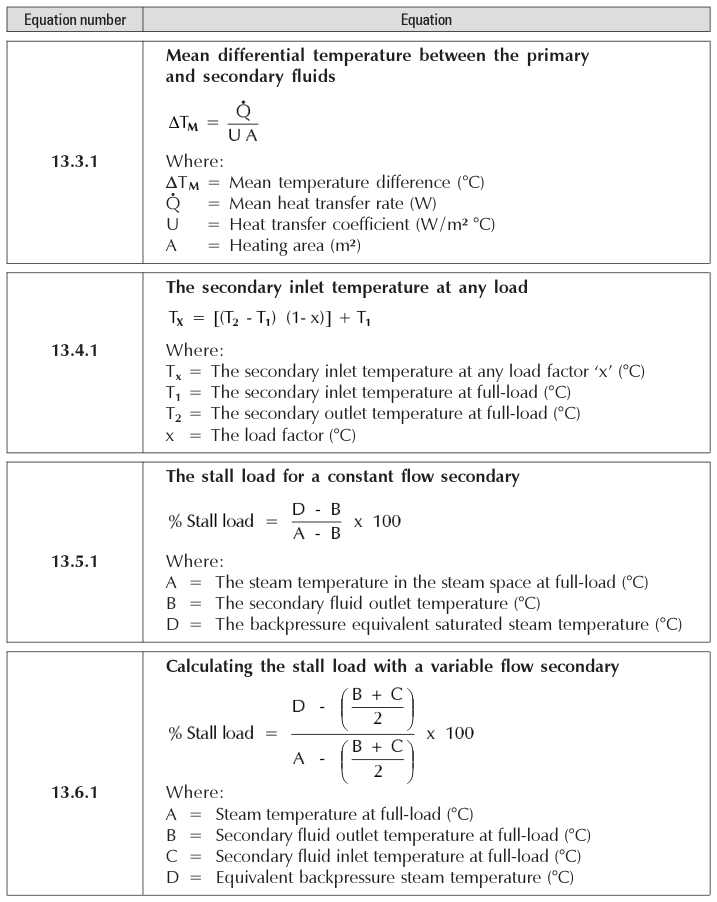 Equation number Equation
Mean differential temperature between the primary
and secondary fluids
ΔT_M = Q̇ / U A
13.3.1
Where:
ΔT_M = Mean temperature difference (°C)
Q̇ = Mean heat transfer rate (W)
U = Heat transfer coefficient (W/m² °C)
A = Heating area (m²)
The secondary inlet temperature at any load
T_x = [(T₂ - T₁) (1- x)] + T₁
13.4.1
Where:
T_x = The secondary inlet temperature at any load factor ‘x’ (°C)
T₁ = The secondary inlet temperature at full-load (°C)
T₂ = The secondary outlet temperature at full-load (°C)
x = The load factor (°C)
The stall load for a constant flow secondary
% Stall load = D - B / A - B x 100
13.5.1
Where:
A = The steam temperature in the steam space at full-load (°C)
B = The secondary fluid outlet temperature (°C)
D = The backpressure equivalent saturated steam temperature (°C)
Calculating the stall load with a variable flow secondary
% Stall load = D - (B + C / 2) / A - (B + C / 2) x 100
13.6.1
Where:
A = Steam temperature at full-load (°C)
B = Secondary fluid outlet temperature at full-load (°C)
C = Secondary fluid inlet temperature at full-load (°C)
D = Equivalent backpressure steam temperature (°C)